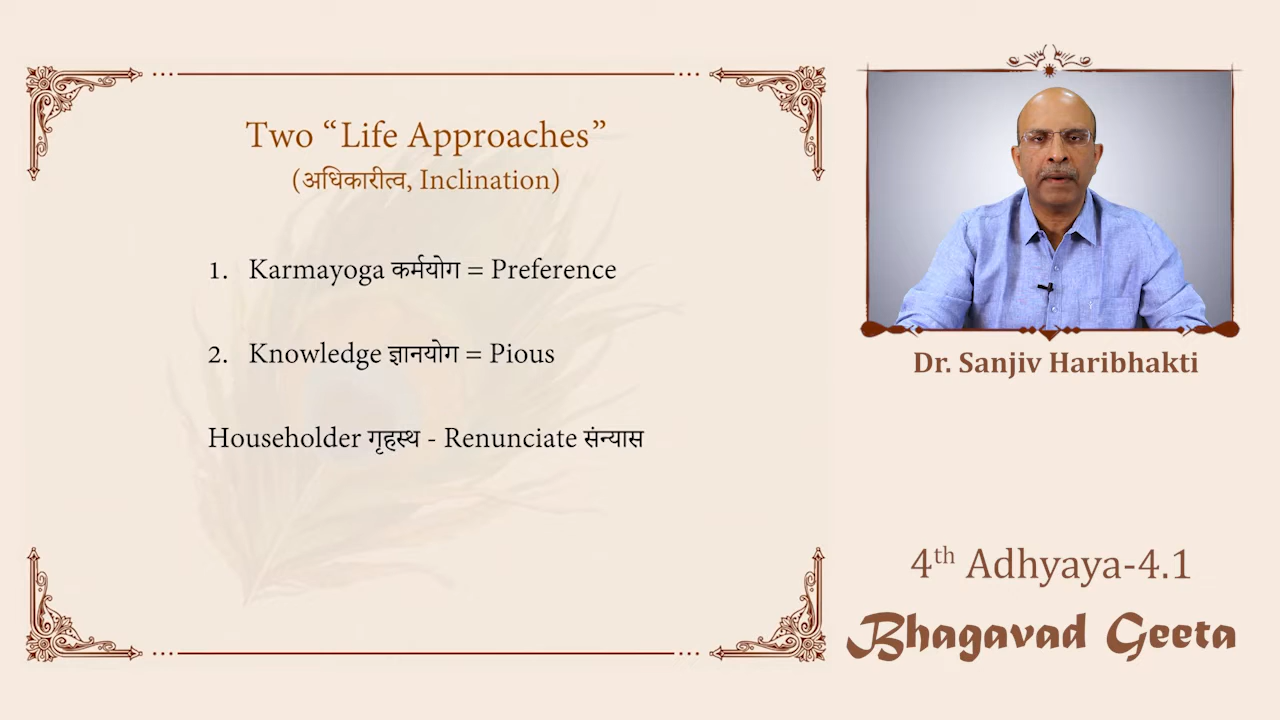 Two “Life Approaches”
(अधिकारीत्व, Inclination)
1. Karmayoga कर्मयोग = Preference
2. Knowledge ज्ञानयोग = Pious
Householder गृहस्थ - Renunciate संन्यास
Dr. Sanjiv Haribhakti
4th Adhyaya-4.1
Bhagavad Geeta